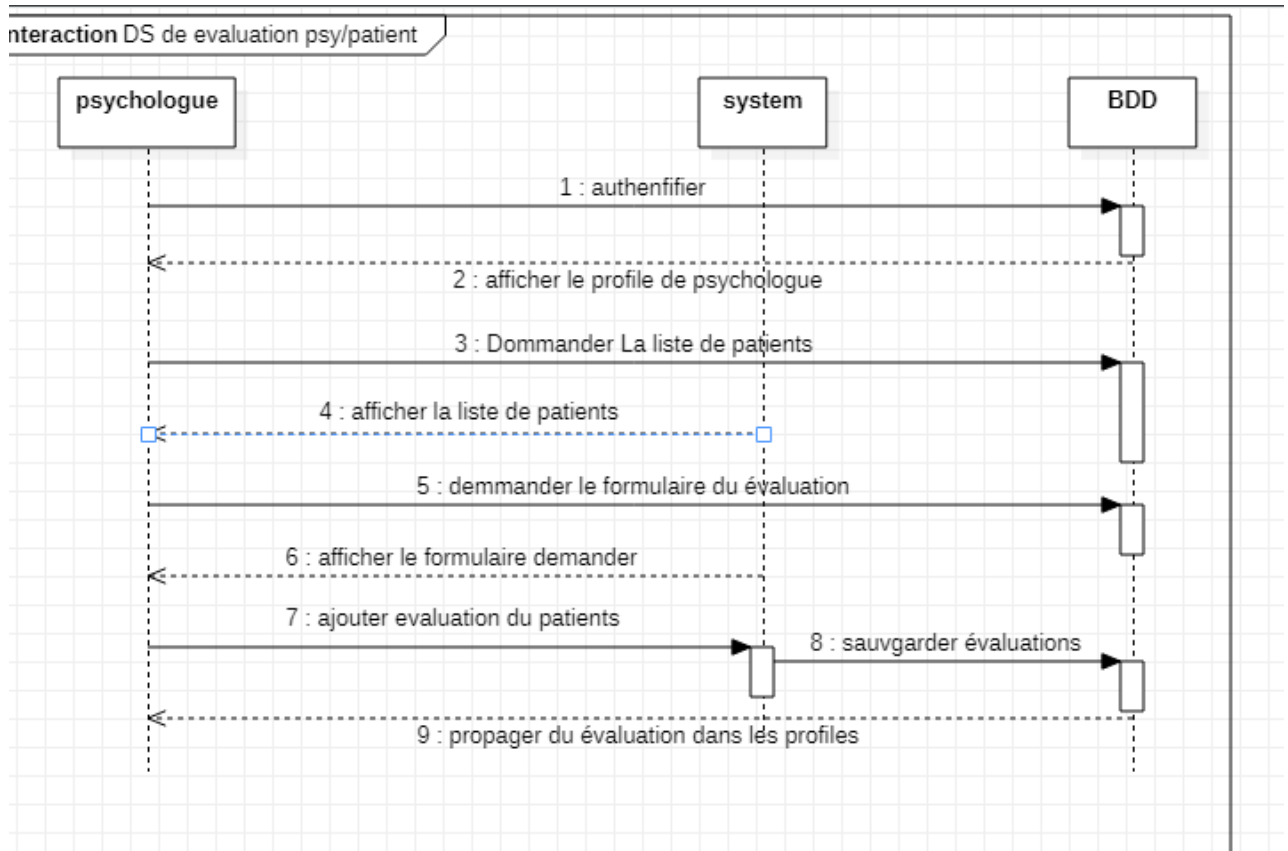 nteraction DS de evaluation psy/patient
psychologue
system
BDD
1 : authenfifier
2 : afficher le profile de psychologue
3 : Dommander La liste de patients
4 : afficher la liste de patients
5 : demmander le formulaire du évaluation
6 : afficher le formulaire demander
7 : ajouter evaluation du patients
8 : sauvgarder évaluations
9 : propager du évaluation dans les profiles